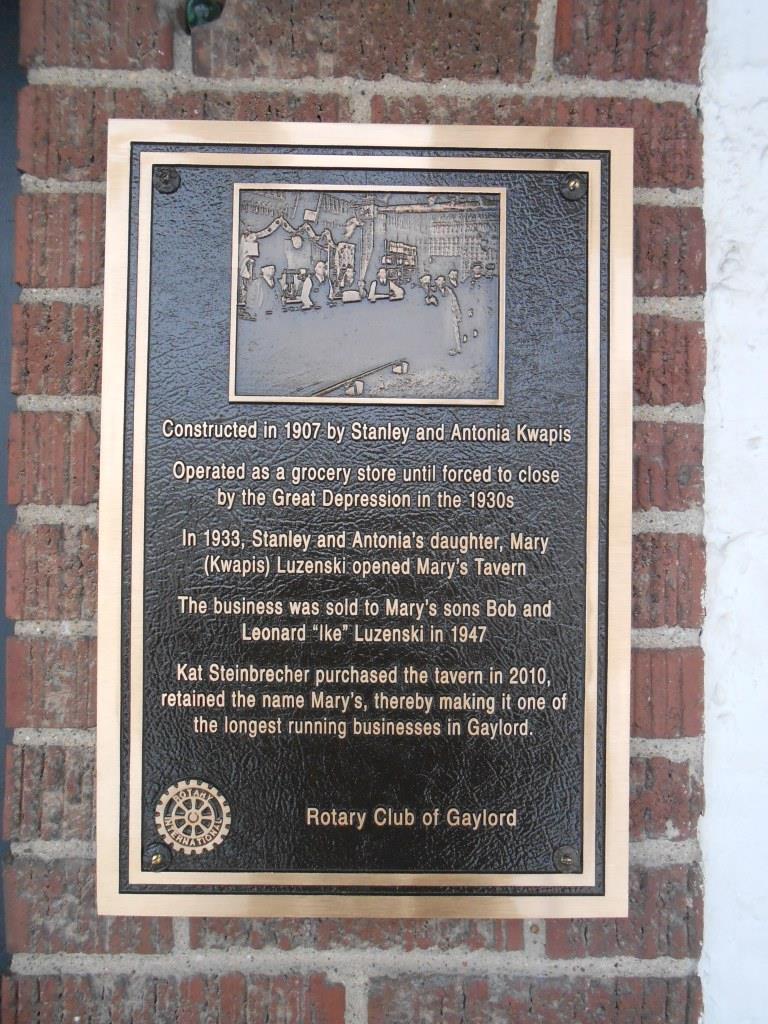 Constructed in 1907 by Stanley and Antonia Kwapis
Operated as a grocery store until forced to close
by the Great Depression in the 1930s
In 1933, Stanley and Antonia's daughter, Mary
(Kwapis) Luzenski opened Mary's Tavern
The business was sold to Mary's sons Bob and
Leonard "Ike" Luzenski in 1947
Kat Steinbrecher purchased the tavern in 2010,
retained the name Mary's, thereby making it one of
the longest running businesses in Gaylord.
ROTARY
INTERNATIONAL
Rotary Club of Gaylord